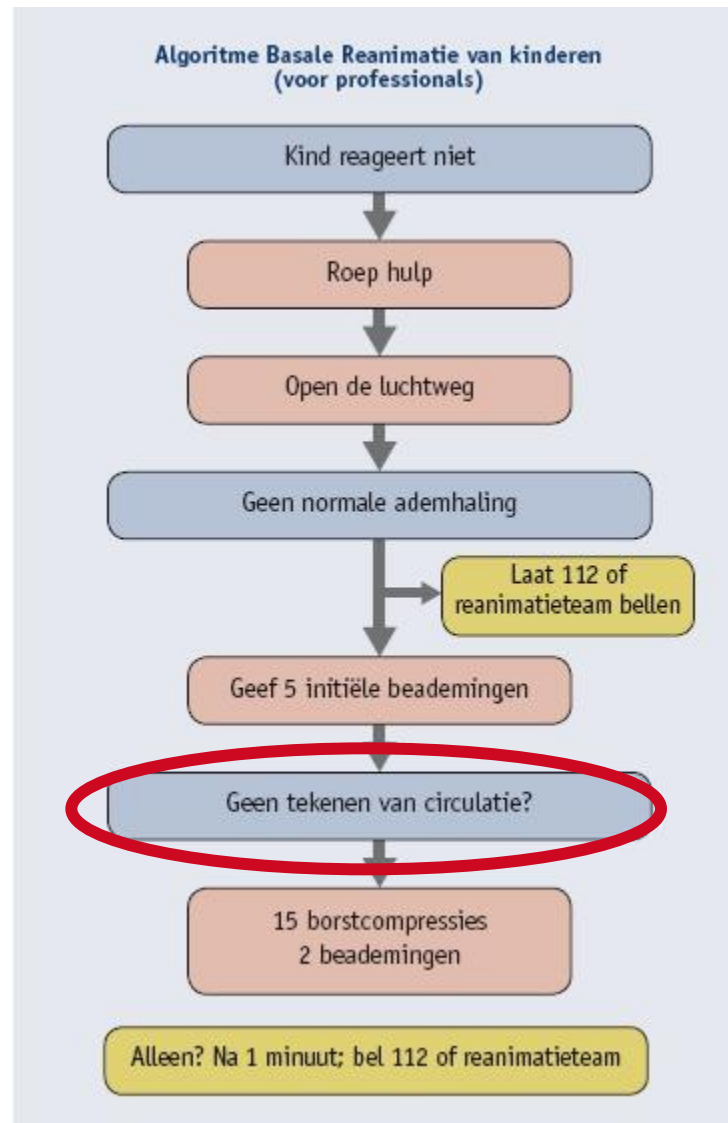 Algoritme Basale Reanimatie van kinderen
(voor professionals)
Kind reageert niet
Roep hulp
Open de luchtweg
Geen normale ademhaling
Laat 112 of
reanimatieteam bellen
Geef 5 initiële beademingen
Geen tekenen van circulatie?
15 borstcompressies
2 beademingen
Alleen? Na 1 minuut; bel 112 of reanimatieteam